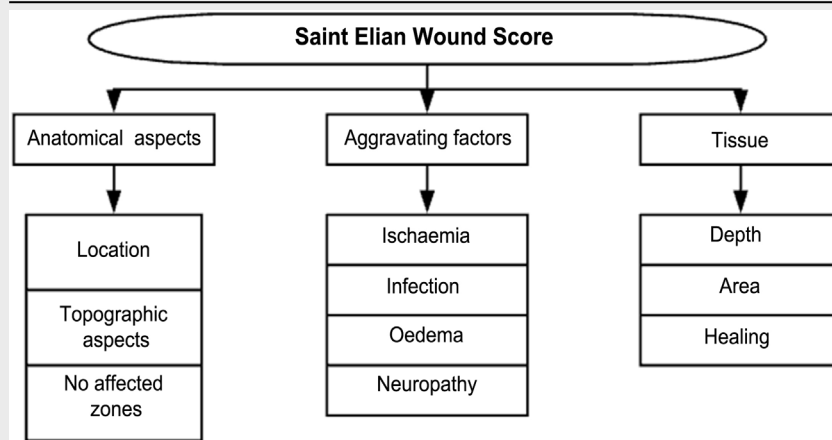 Saint Elian Wound Score
Anatomical aspects
Aggravating factors
Tissue
Location
Topographic
aspects
No affected
zones
Ischaemia
Infection
Oedema
Neuropathy
Depth
Area
Healing